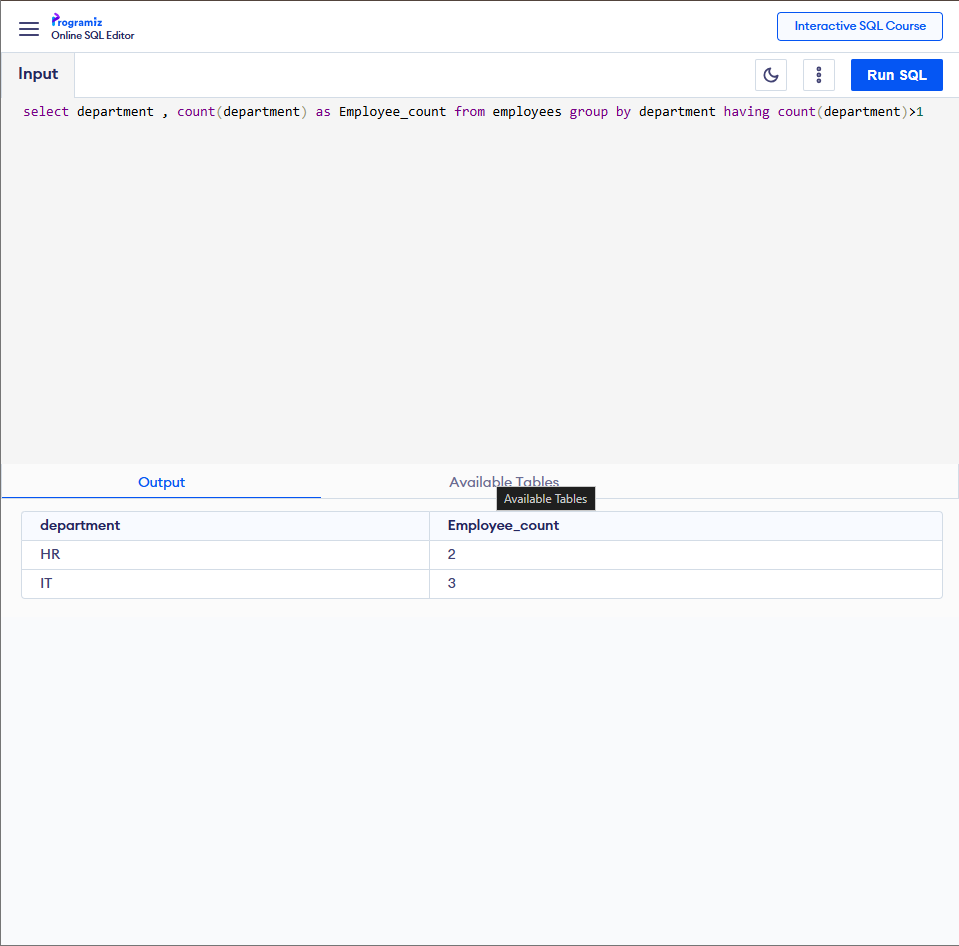 Programiz
Online SQL Editor
Interactive SQL Course
Input
Run SQL
select department , count(department) as Employee_count from employees group by department having count(department)>1
Output
Available Tables
Available Tables
department Employee_count
HR 2
IT 3